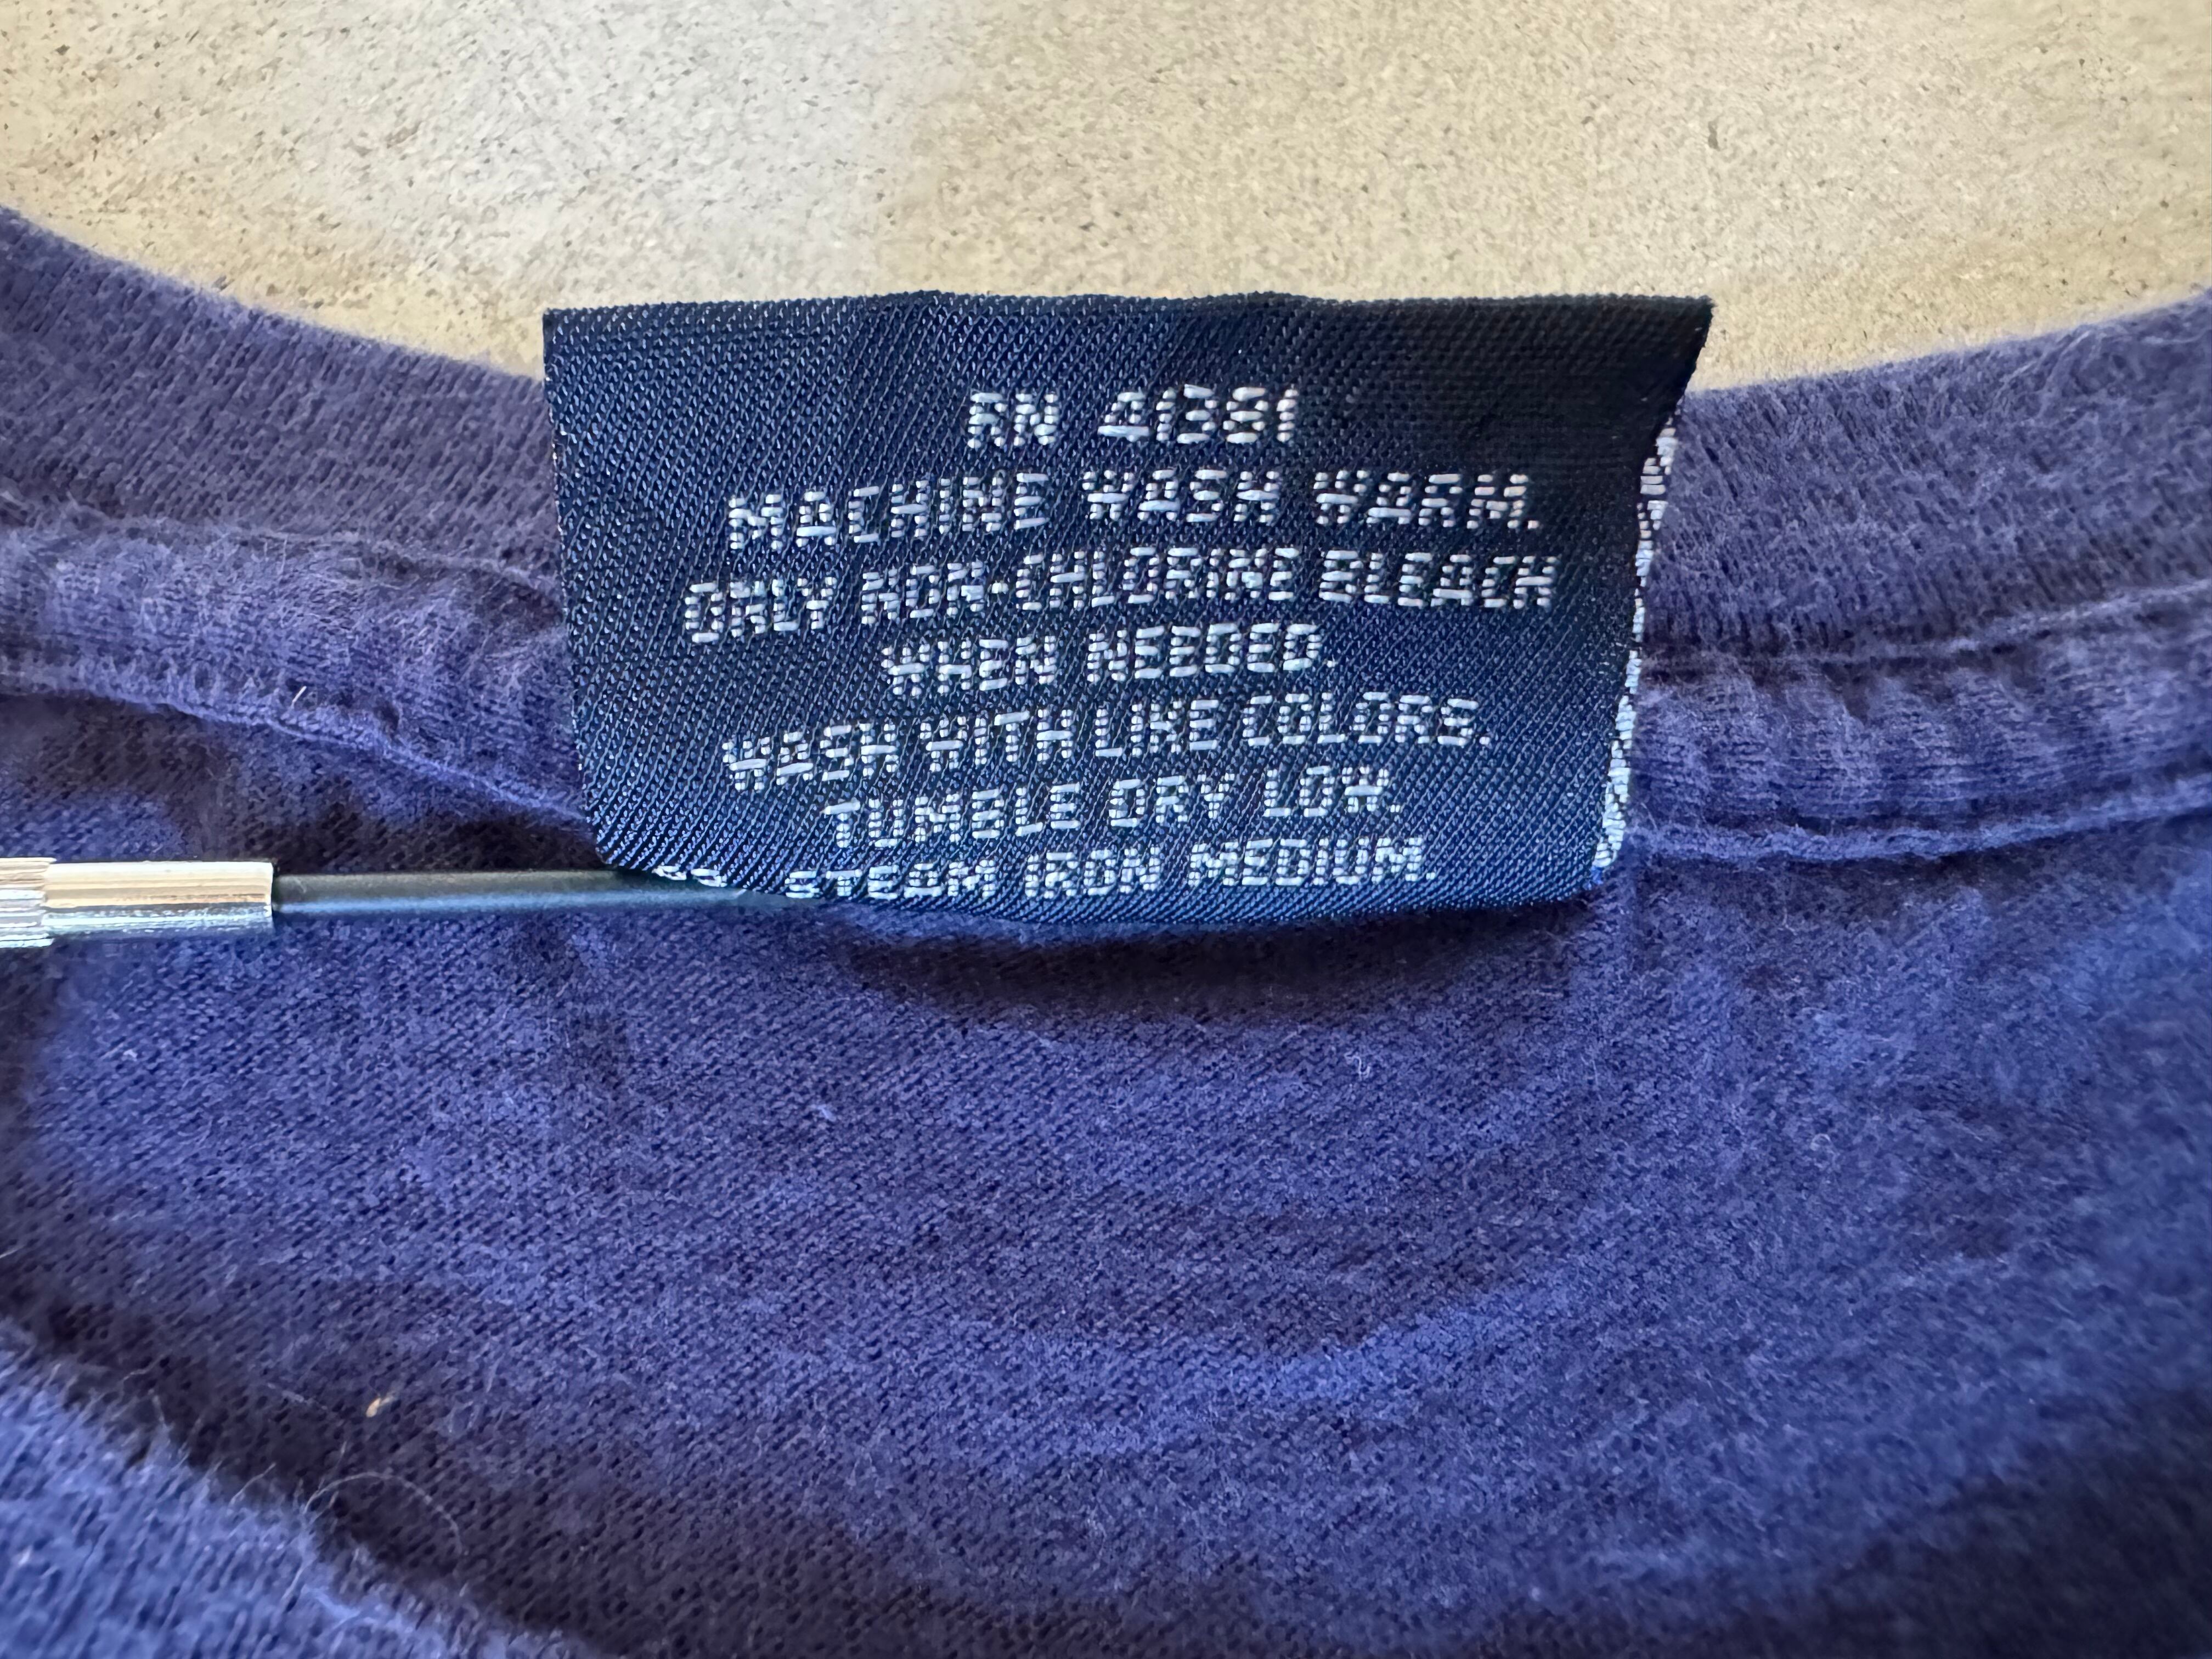 RN 41381
MACHINE WASH WARM.
ONLY NON-CHLORINE BLEACH
WHEN NEEDED.
WASH WITH LIKE COLORS.
TUMBLE DRY LOW.
STEAM IRON MEDIUM.